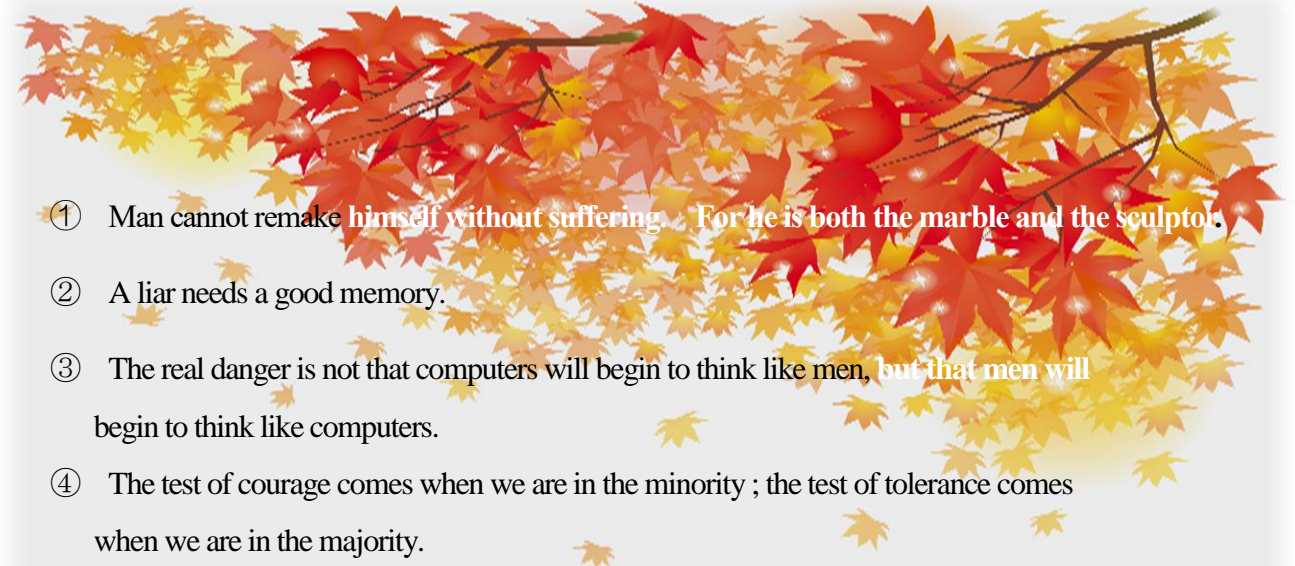 ① Man cannot remake himself without suffering. For he is both the marble and the sculptor.
② A liar needs a good memory.
③ The real danger is not that computers will begin to think like men, but that men will
begin to think like computers.
④ The test of courage comes when we are in the minority ; the test of tolerance comes
when we are in the majority.